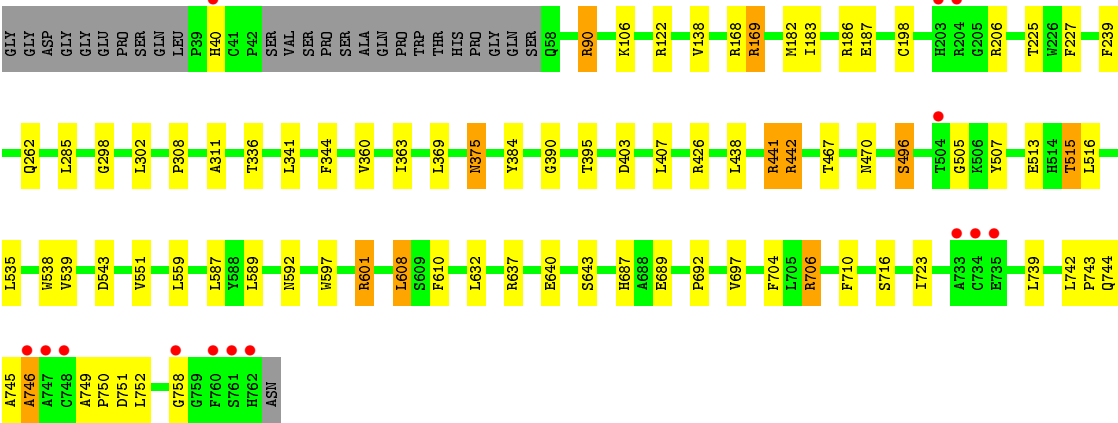 GLY GLY ASP GLY GLY GLU PRO SER GLN LEU P39 H40 C41 P42 SER VAL SER PRO SER ALA GLN PRO TRP THR HIS PRO GLY GLN SER Q58 R90 K106 R122 V138 R168 R169 M182 I183 R186 E187 C198 H203 R204 G205 R206 T225 W226 F227 F239
Q262 L285 G298 L302 P308 A311 T336 L341 F344 V360 I363 L369 N375 Y384 G390 T395 D403 L407 R426 L438 R441 R442 T467 N470 S496 T504 G505 K506 Y507 E513 H514 T515 L516
L535 W538 V539 D543 V551 L559 L587 Y588 L589 N592 W597 R601 L608 S609 F610 L632 R637 E640 S643 H687 A688 E689 P692 V697 F704 L705 R706 F710 S716 I723 A733 C734 E735 L739 L742 P743 Q744
A745 A746 A747 C748 A749 P750 D751 L752 G758 G759 F760 S761 H762 ASN